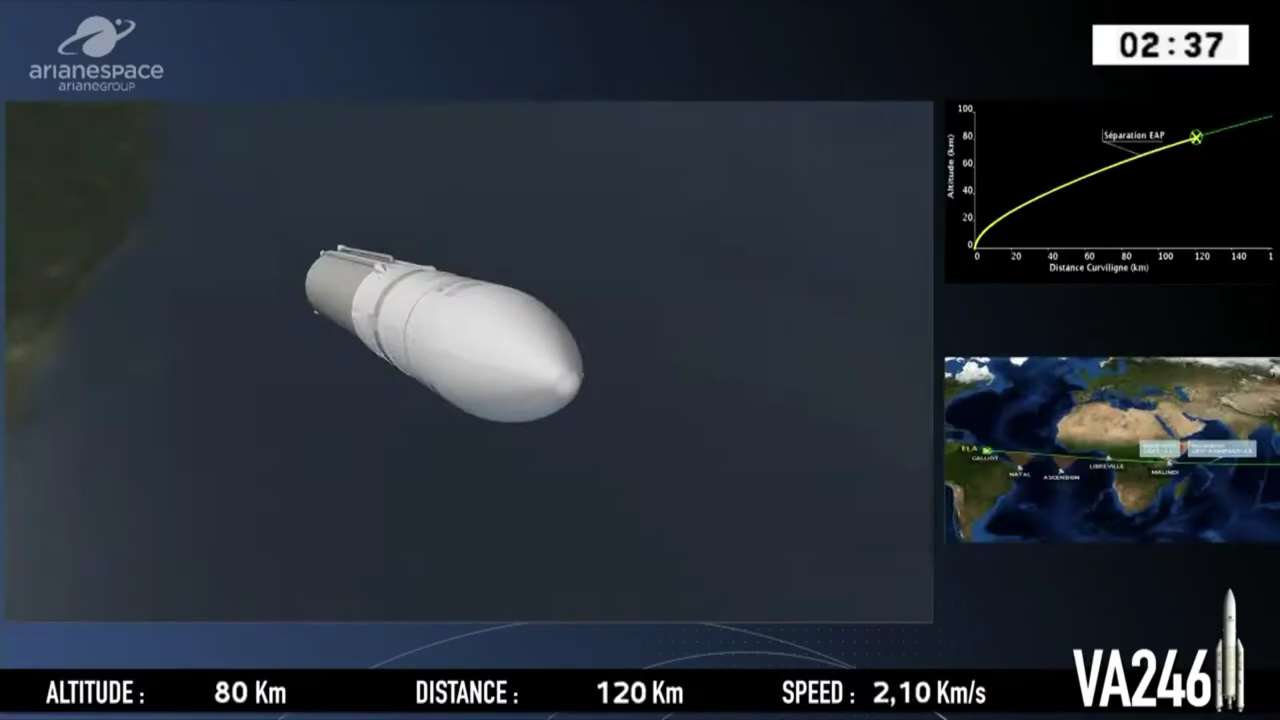 arianespace
arianeGROUP
02:37
100
80
60
40
20
0
Altitude (km)
Séparation EAP
0 20 40 60 80 100 120 140 1
Distance Curviligne (km)
ELA
GALLIOT
NATAL
ASCENSION
LIBREVILLE
MALINDI
VA246
ALTITUDE : 80 Km
DISTANCE : 120 Km
SPEED : 2,10 Km/s